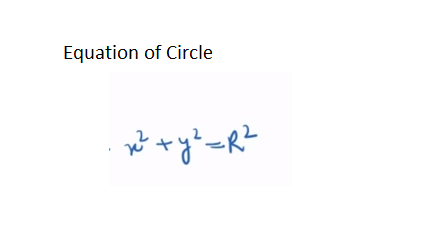 Equation of Circle
x² + y² = R²